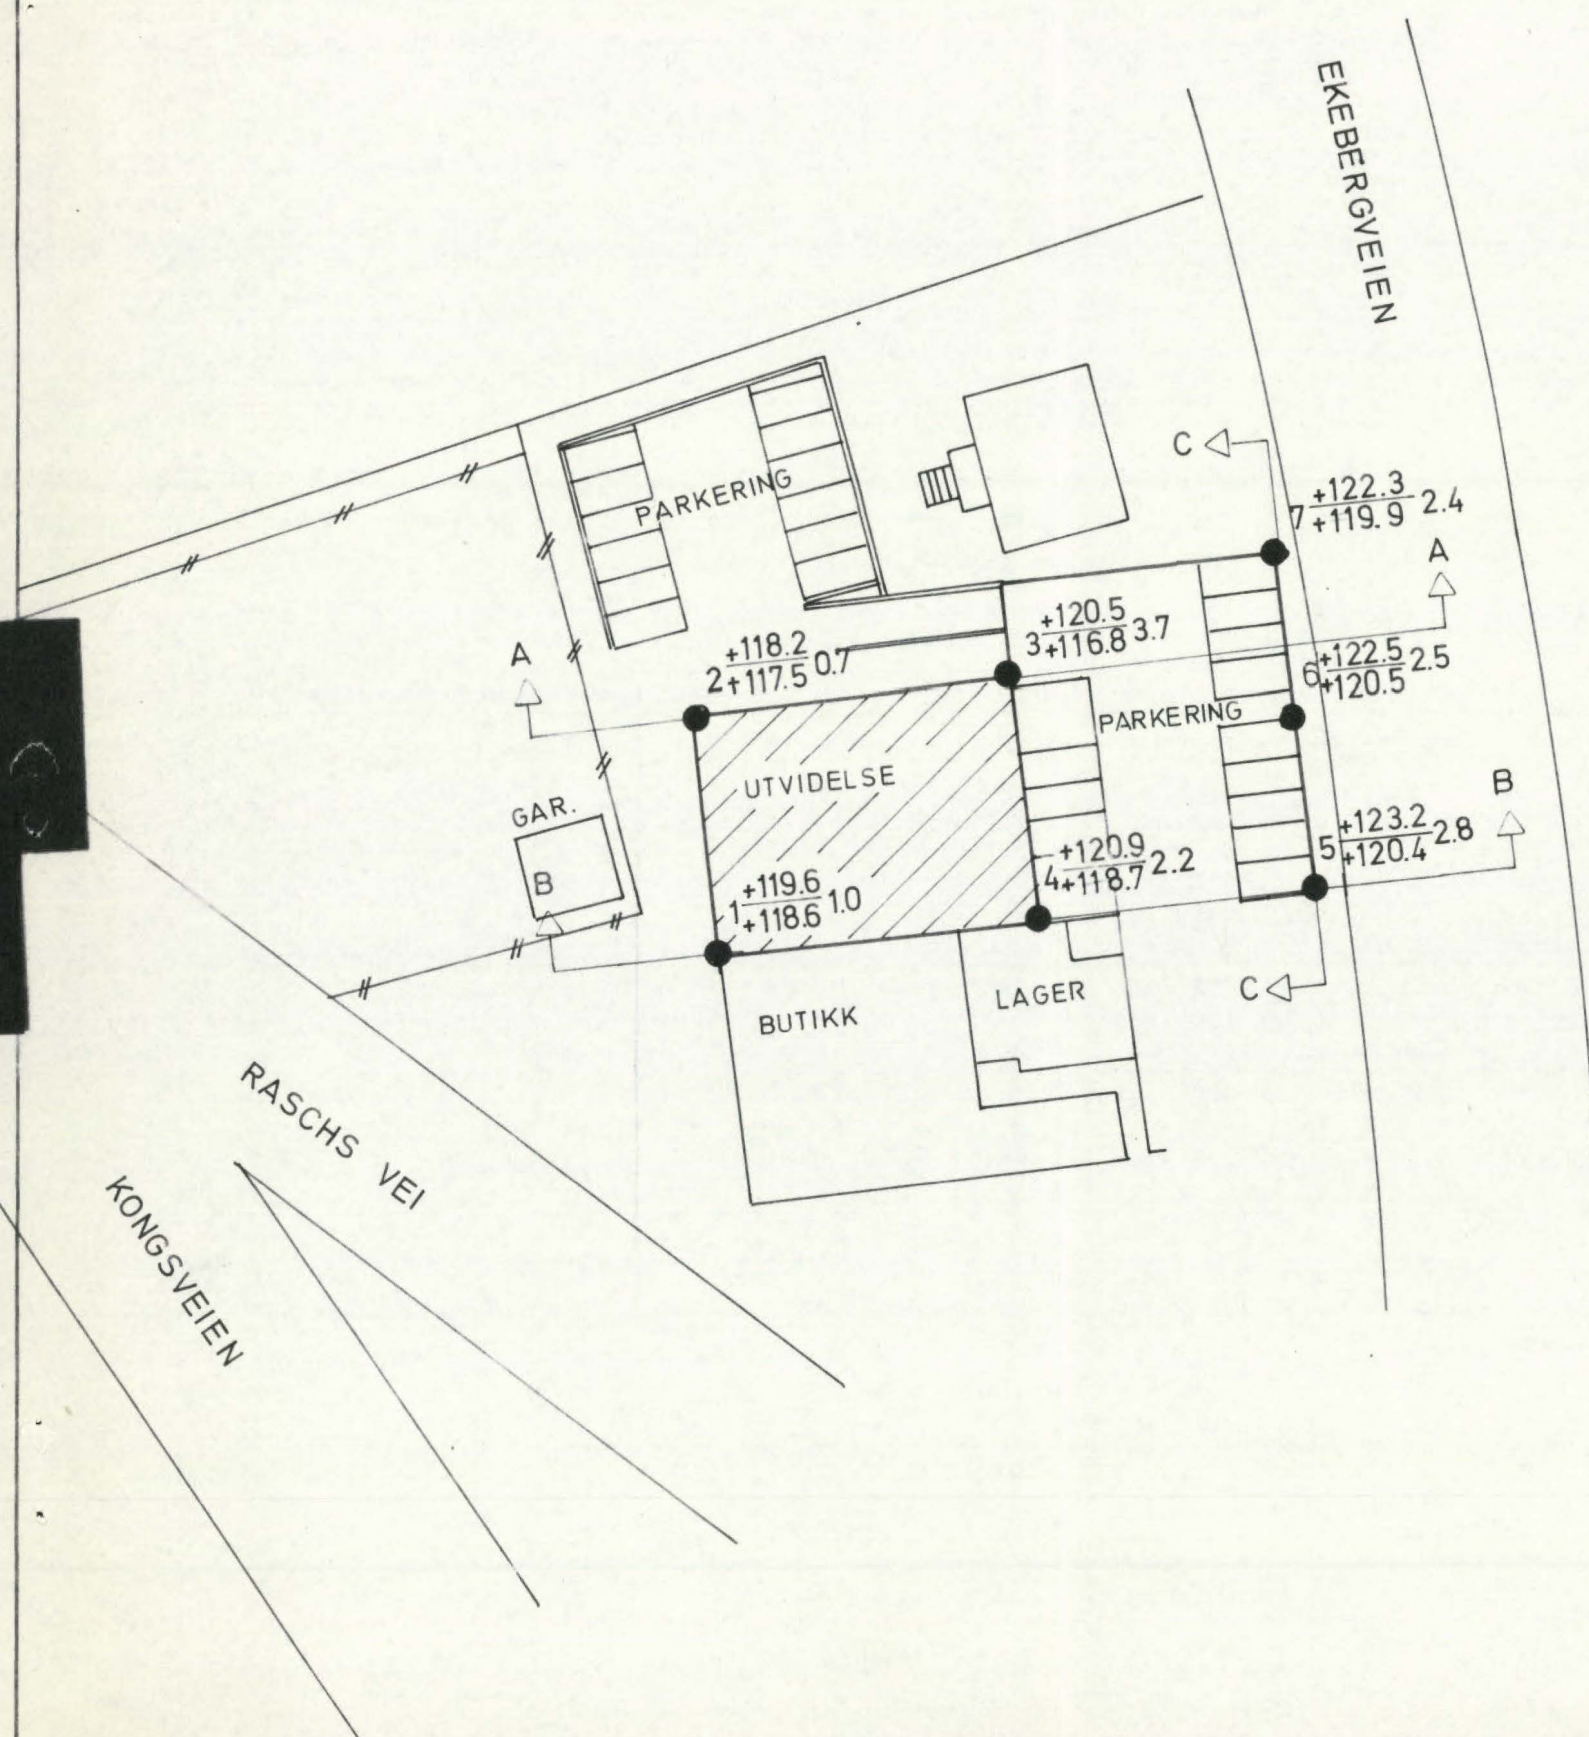 EKEBERGVEIEN
C
7 +122.3 2.4
+119.9
PARKERING
A
3 +120.5 3.7
+116.8
A
2 +118.2 0.7
+117.5
6 +122.5 2.5
+120.5
PARKERING
UTVIDELSE
B
GAR.
5 +123.2 2.8
+120.4
4 +120.9 2.2
+118.7
B
1 +119.6 1.0
+118.6
C
LAGER
BUTIKK
RASCHS VEI
KONGSVEIEN